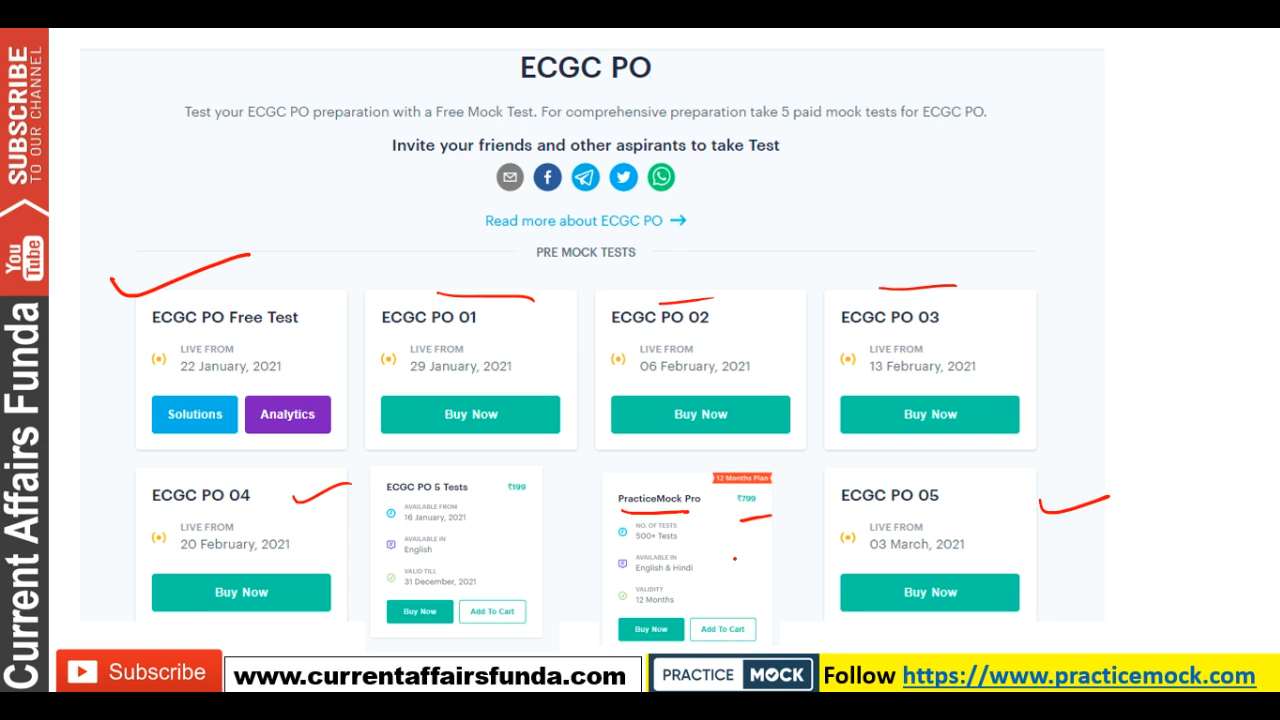 SUBSCRIBE
TO OUR CHANNEL
You
Tube
Current Affairs Funda
ECGC PO
Test your ECGC PO preparation with a Free Mock Test. For comprehensive preparation take 5 paid mock tests for ECGC PO.
Invite your friends and other aspirants to take Test
Read more about ECGC PO →
PRE MOCK TESTS
ECGC PO Free Test
LIVE FROM
22 January, 2021
Solutions Analytics
ECGC PO 01
LIVE FROM
29 January, 2021
Buy Now
ECGC PO 02
LIVE FROM
06 February, 2021
Buy Now
ECGC PO 03
LIVE FROM
13 February, 2021
Buy Now
ECGC PO 04
LIVE FROM
20 February, 2021
Buy Now
ECGC PO 5 Tests ₹199
AVAILABLE FROM
16 January, 2021
AVAILABLE IN
English
VALID TILL
31 December, 2021
Buy Now Add To Cart
12 Months Plan
PracticeMock Pro ₹799
NO. OF TESTS
500+ Tests
AVAILABLE IN
English & Hindi
VALIDITY
12 Months
Buy Now Add To Cart
ECGC PO 05
LIVE FROM
03 March, 2021
Buy Now
Subscribe
www.currentaffairsfunda.com
PRACTICE MOCK
Follow https://www.practicemock.com